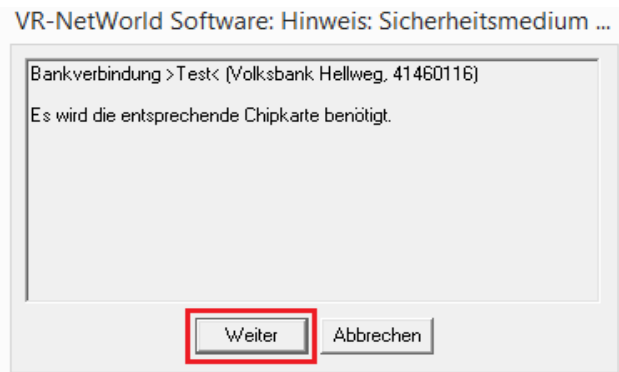 VR-NetWorld Software: Hinweis: Sicherheitsmedium ...
Bankverbindung >Test< (Volksbank Hellweg, 41460116)
Es wird die entsprechende Chipkarte benötigt.
Weiter Abbrechen